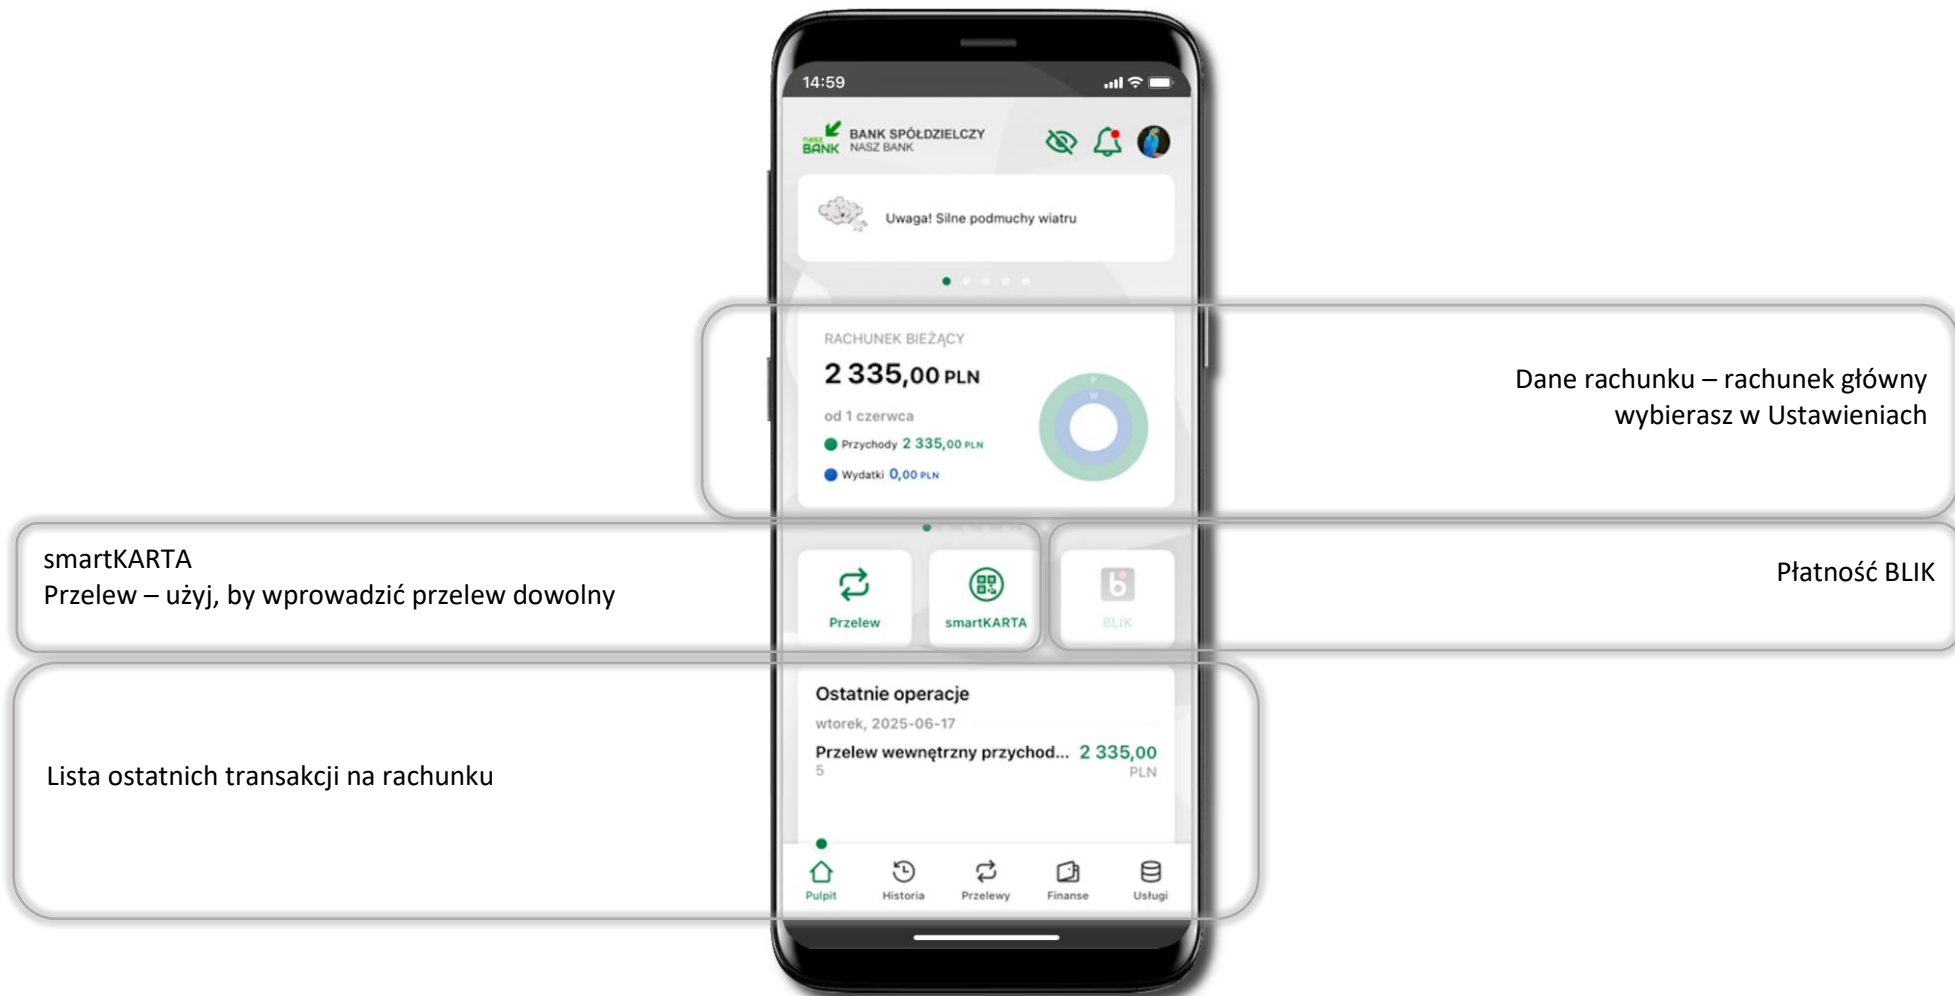 14:59
nasz
BANK
BANK SPÓŁDZIELCZY
NASZ BANK
Uwaga! Silne podmuchy wiatru
RACHUNEK BIEŻĄCY
2 335,00 PLN
od 1 czerwca
Przychody 2 335,00 PLN
Wydatki 0,00 PLN
P
W
Dane rachunku – rachunek główny
wybierasz w Ustawieniach
smartKARTA
Przelew – użyj, by wprowadzić przelew dowolny
Przelew
smartKARTA
b
BLIK
Płatność BLIK
Ostatnie operacje
wtorek, 2025-06-17
Przelew wewnętrzny przychod... 2 335,00
5 PLN
Lista ostatnich transakcji na rachunku
Pulpit
Historia
Przelewy
Finanse
Usługi